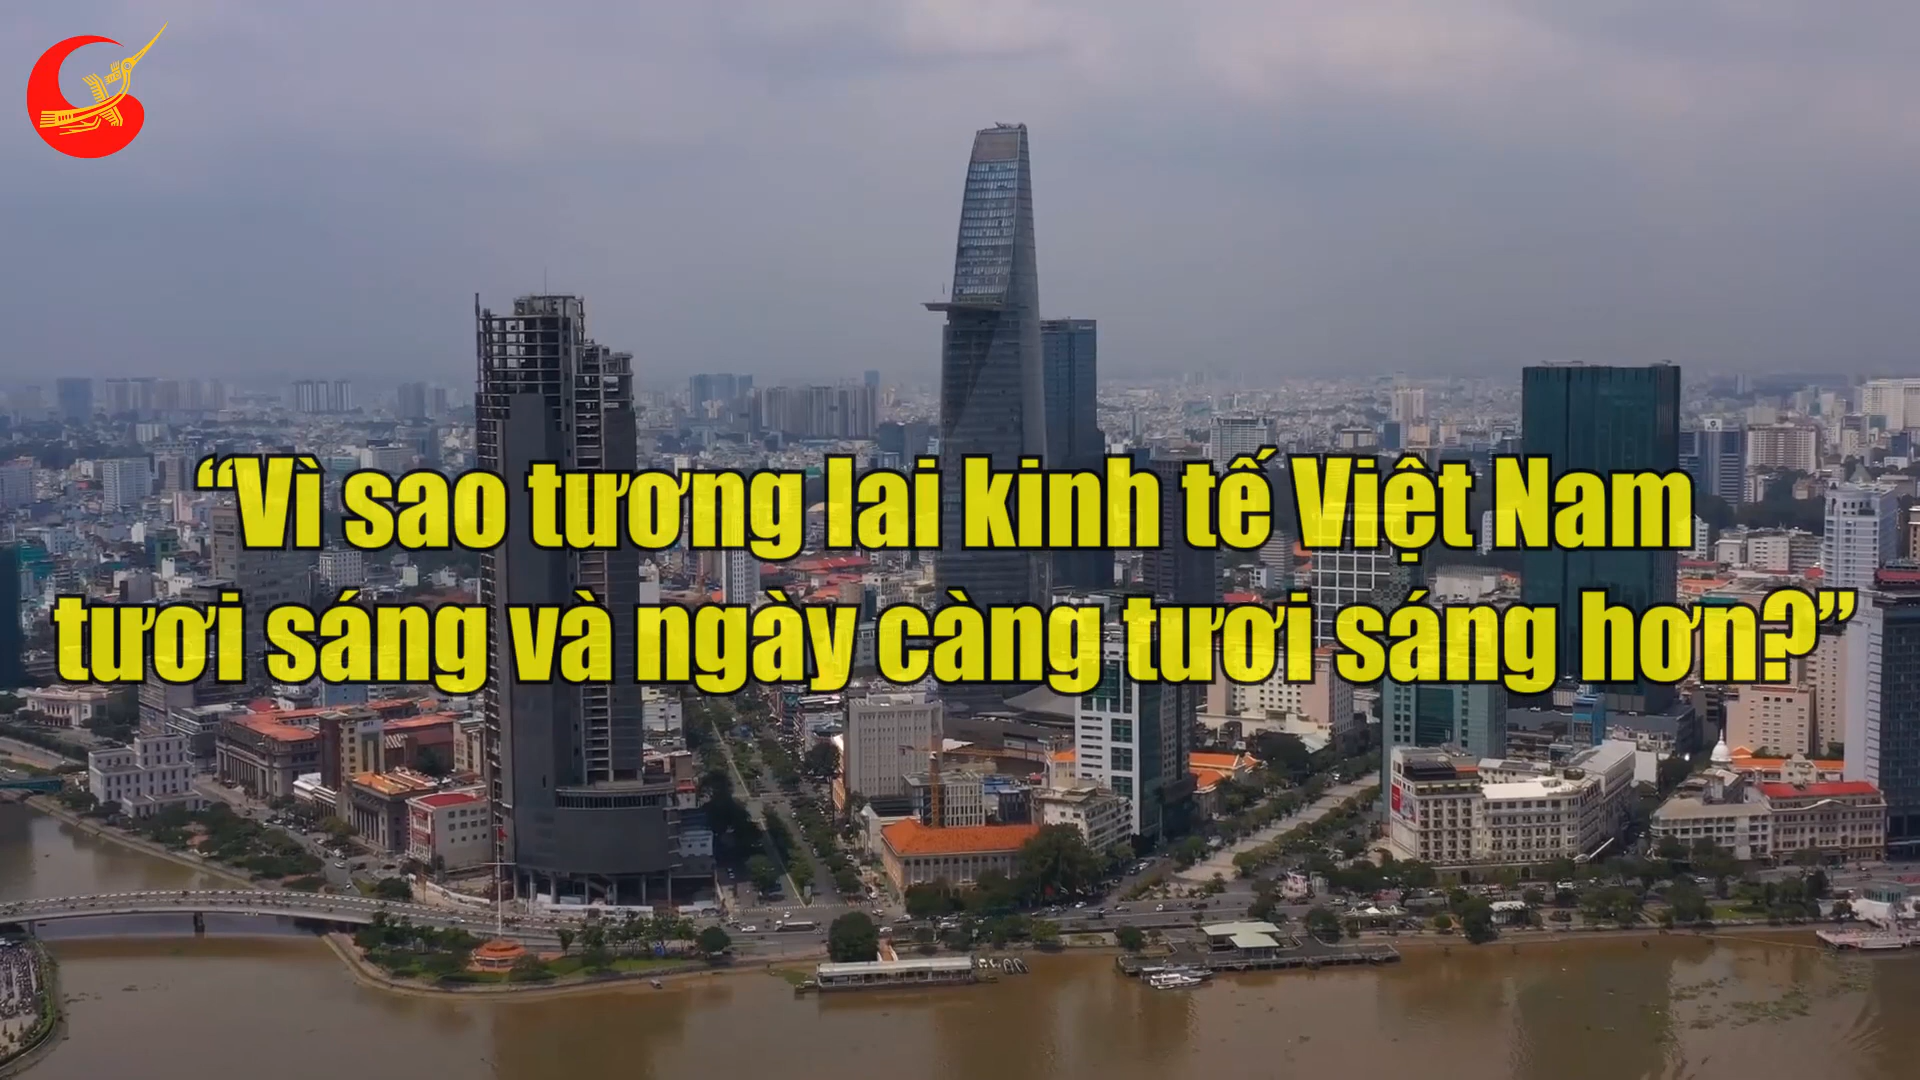 “Vì sao tương lai kinh tế Việt Nam
tươi sáng và ngày càng tươi sáng hơn?”